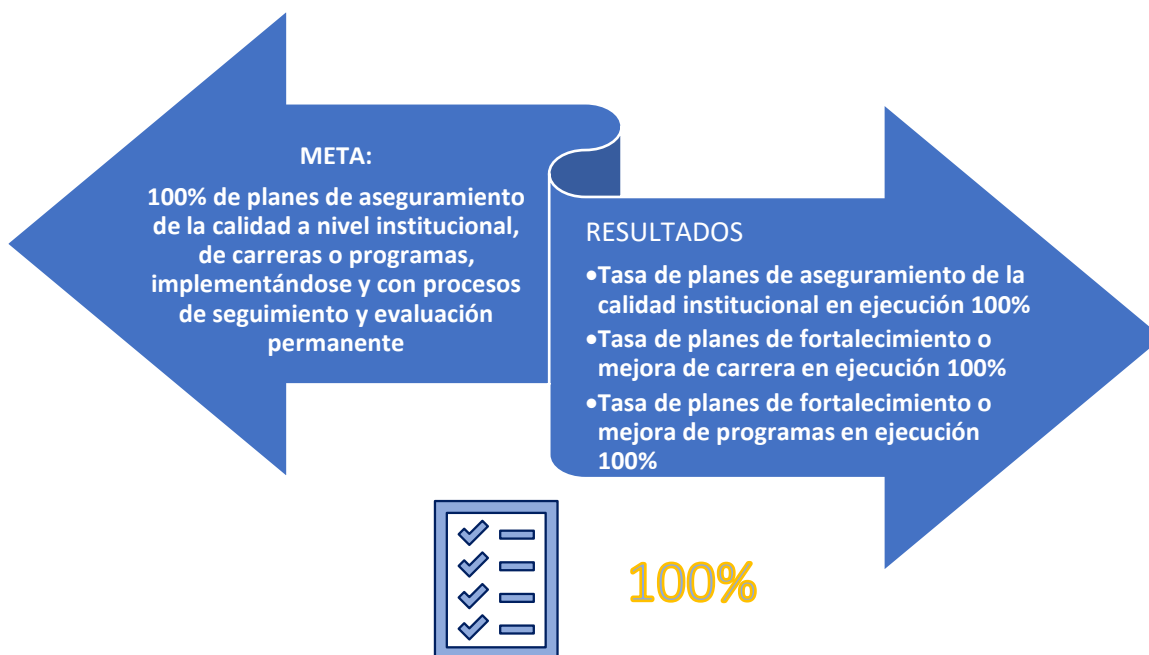 META:
100% de planes de aseguramiento
de la calidad a nivel institucional,
de carreras o programas,
implementándose y con procesos
de seguimiento y evaluación
permanente
RESULTADOS
•Tasa de planes de aseguramiento de la
calidad institucional en ejecución 100%
•Tasa de planes de fortalecimiento o
mejora de carrera en ejecución 100%
•Tasa de planes de fortalecimiento o
mejora de programas en ejecución
100%
100%